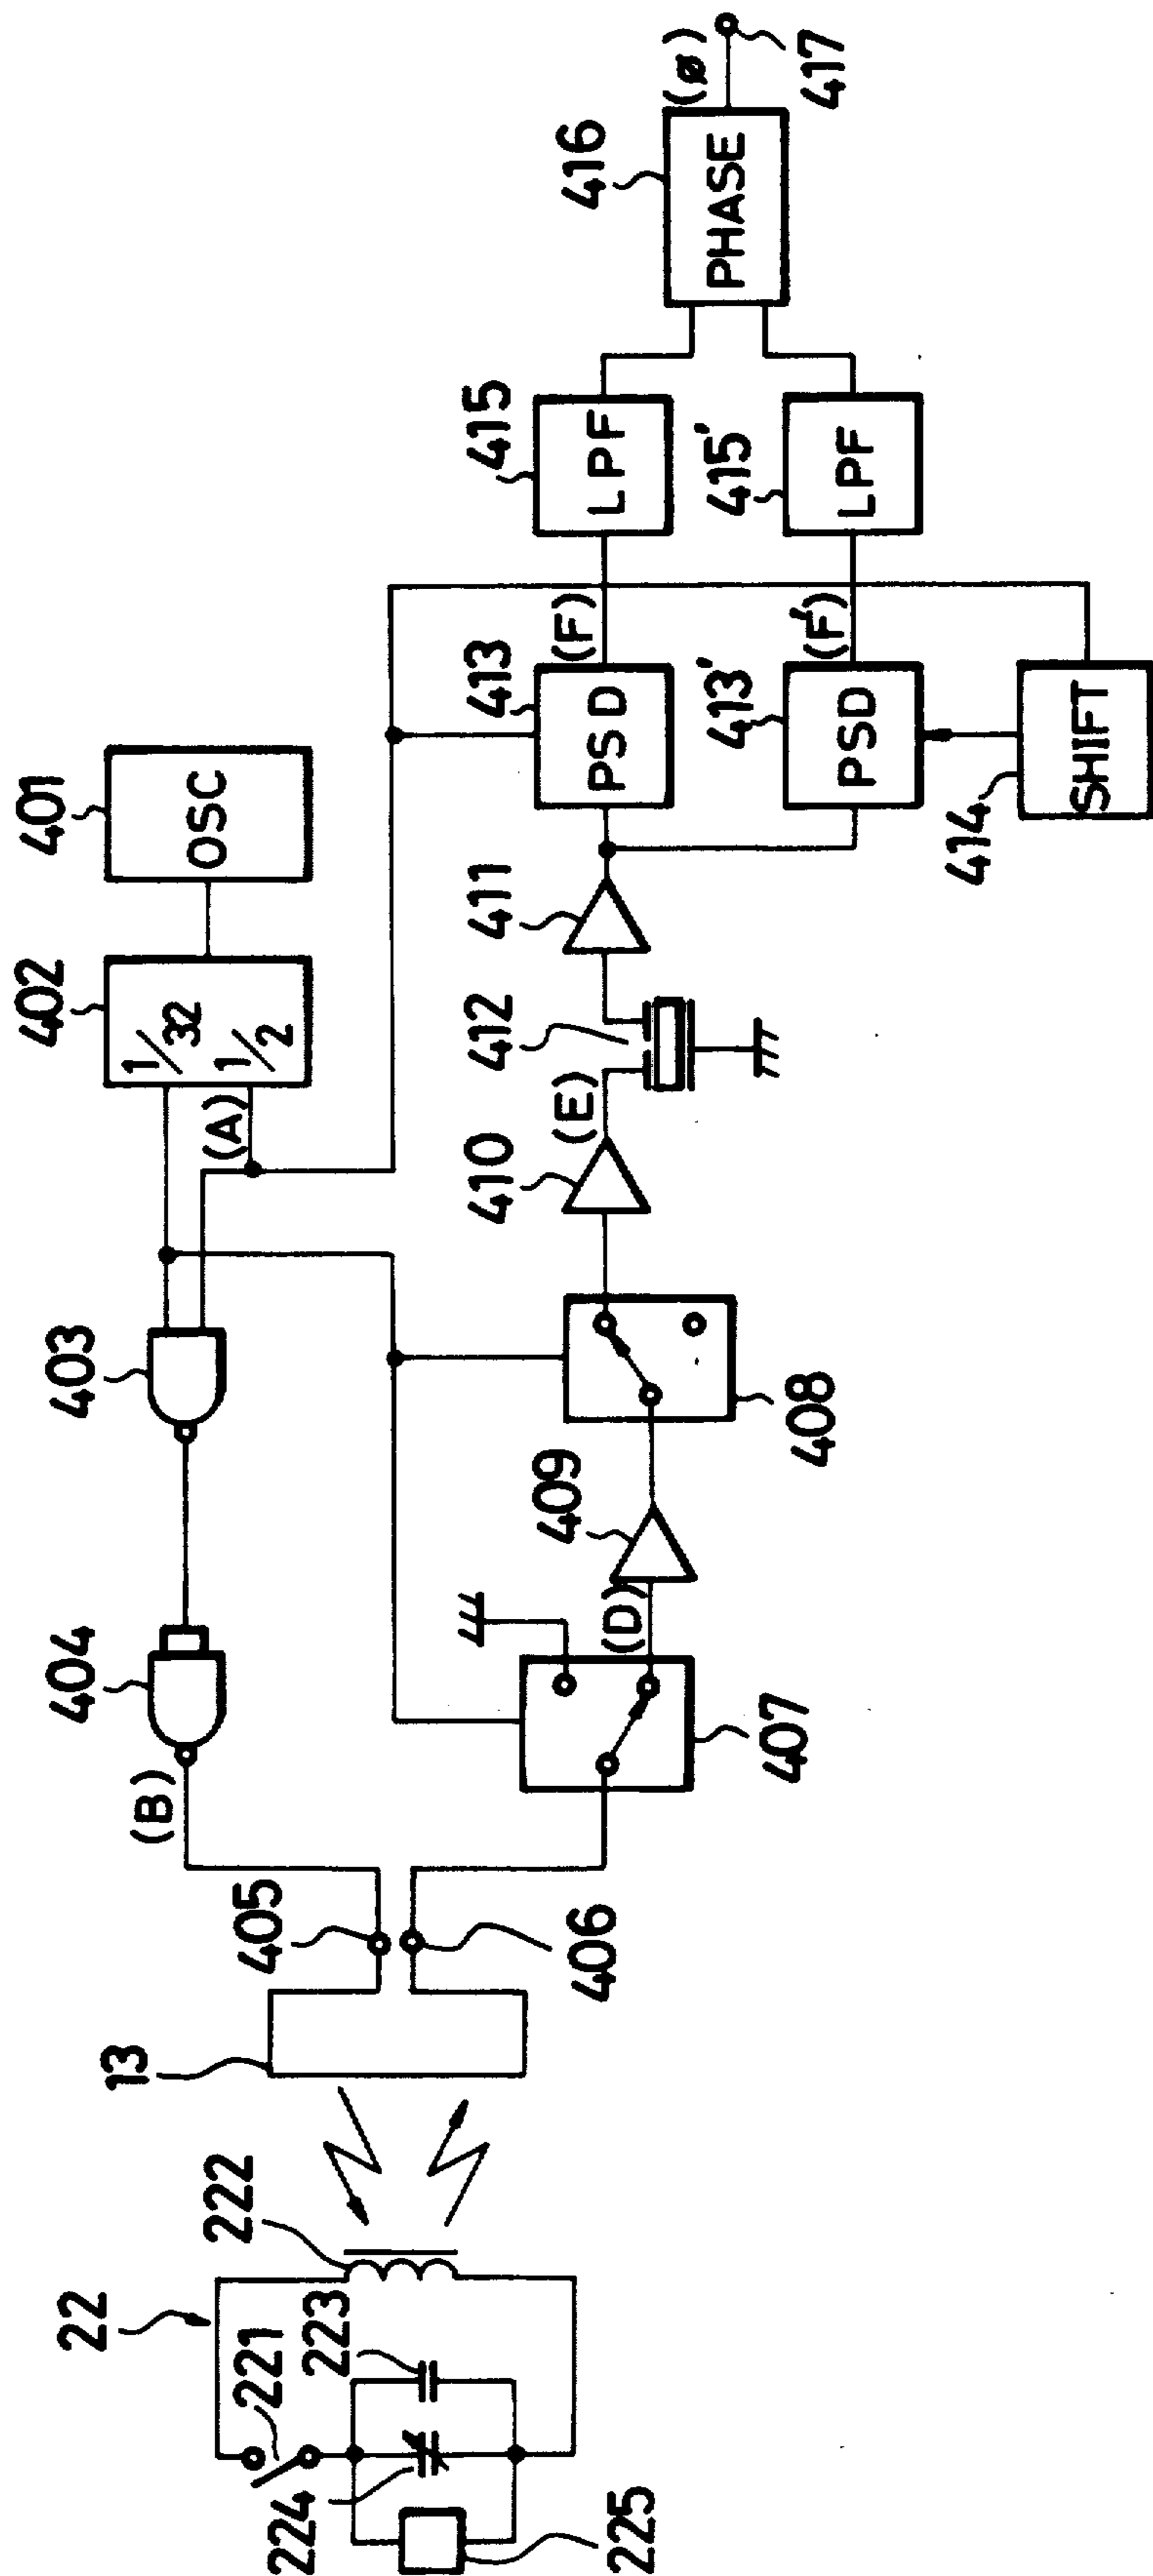 22
221
222
223
224
225
13
405
406
(B)
404
403
402
1/32
1/2
(A)
401
OSC
407
(D)
409
408
410
(E)
412
411
413
PSD
(F)
413'
PSD
(F')
414
SHIFT
415
LPF
415'
LPF
416
PHASE
(ø)
417